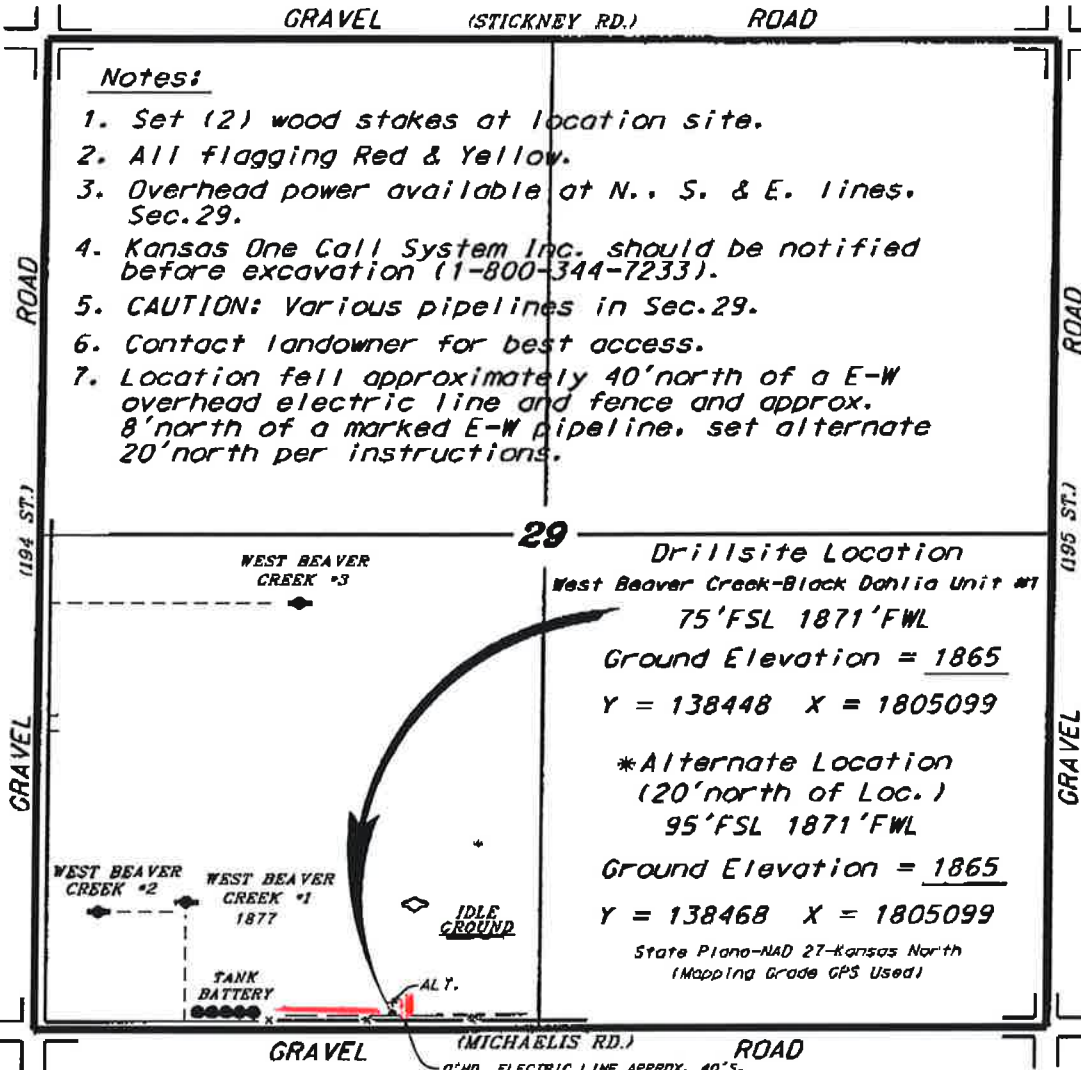 GRAVEL (STICKNEY RD.) ROAD
Notes:
1. Set (2) wood stakes at location site.
2. All flagging Red & Yellow.
3. Overhead power available at N., S. & E. lines,
Sec.29.
4. Kansas One Call System Inc. should be notified
before excavation (1-800-344-7233).
5. CAUTION: Various pipelines in Sec.29.
6. Contact landowner for best access.
7. Location fell approximately 40'north of a E-W
overhead electric line and fence and approx.
8'north of a marked E-W pipeline, set alternate
20'north per instructions.
GRAVEL (194 ST.) ROAD
GRAVEL (195 ST.) ROAD
29
WEST BEAVER
CREEK #3
Drillsite Location
West Beaver Creek-Black Dahlia Unit #1
75'FSL 1871'FWL
Ground Elevation = 1865
Y = 138448 X = 1805099
*Alternate Location
(20'north of Loc.)
95'FSL 1871'FWL
Ground Elevation = 1865
Y = 138468 X = 1805099
State Plane-NAD 27-Kansas North
(Mapping Grade GPS Used)
WEST BEAVER
CREEK #2
WEST BEAVER
CREEK #1
1877
IDLE
GROUND
TANK
BATTERY
ALT.
GRAVEL (MICHAELIS RD.) ROAD
O'HD. ELECTRIC LINE APPROX. 40'S.